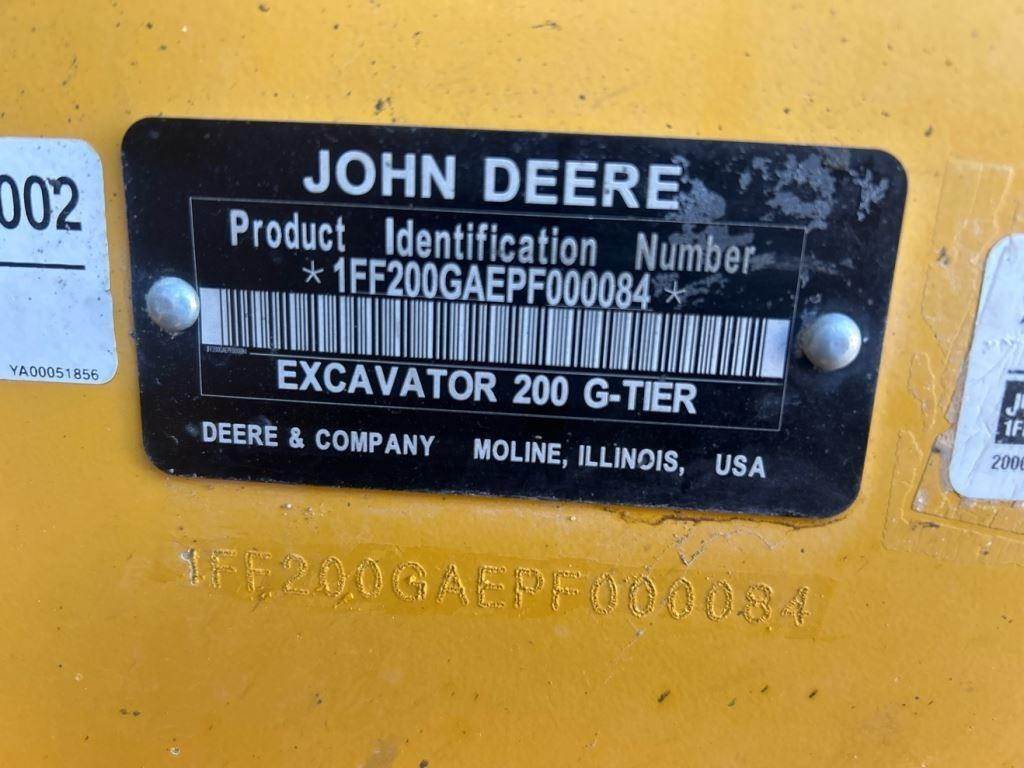 002
YA00051856
JOHN DEERE
Product Identification Number
*1FF200GAEPF000084*
EXCAVATOR 200 G-TIER
DEERE & COMPANY MOLINE, ILLINOIS, USA
1FF200GAEPF000084